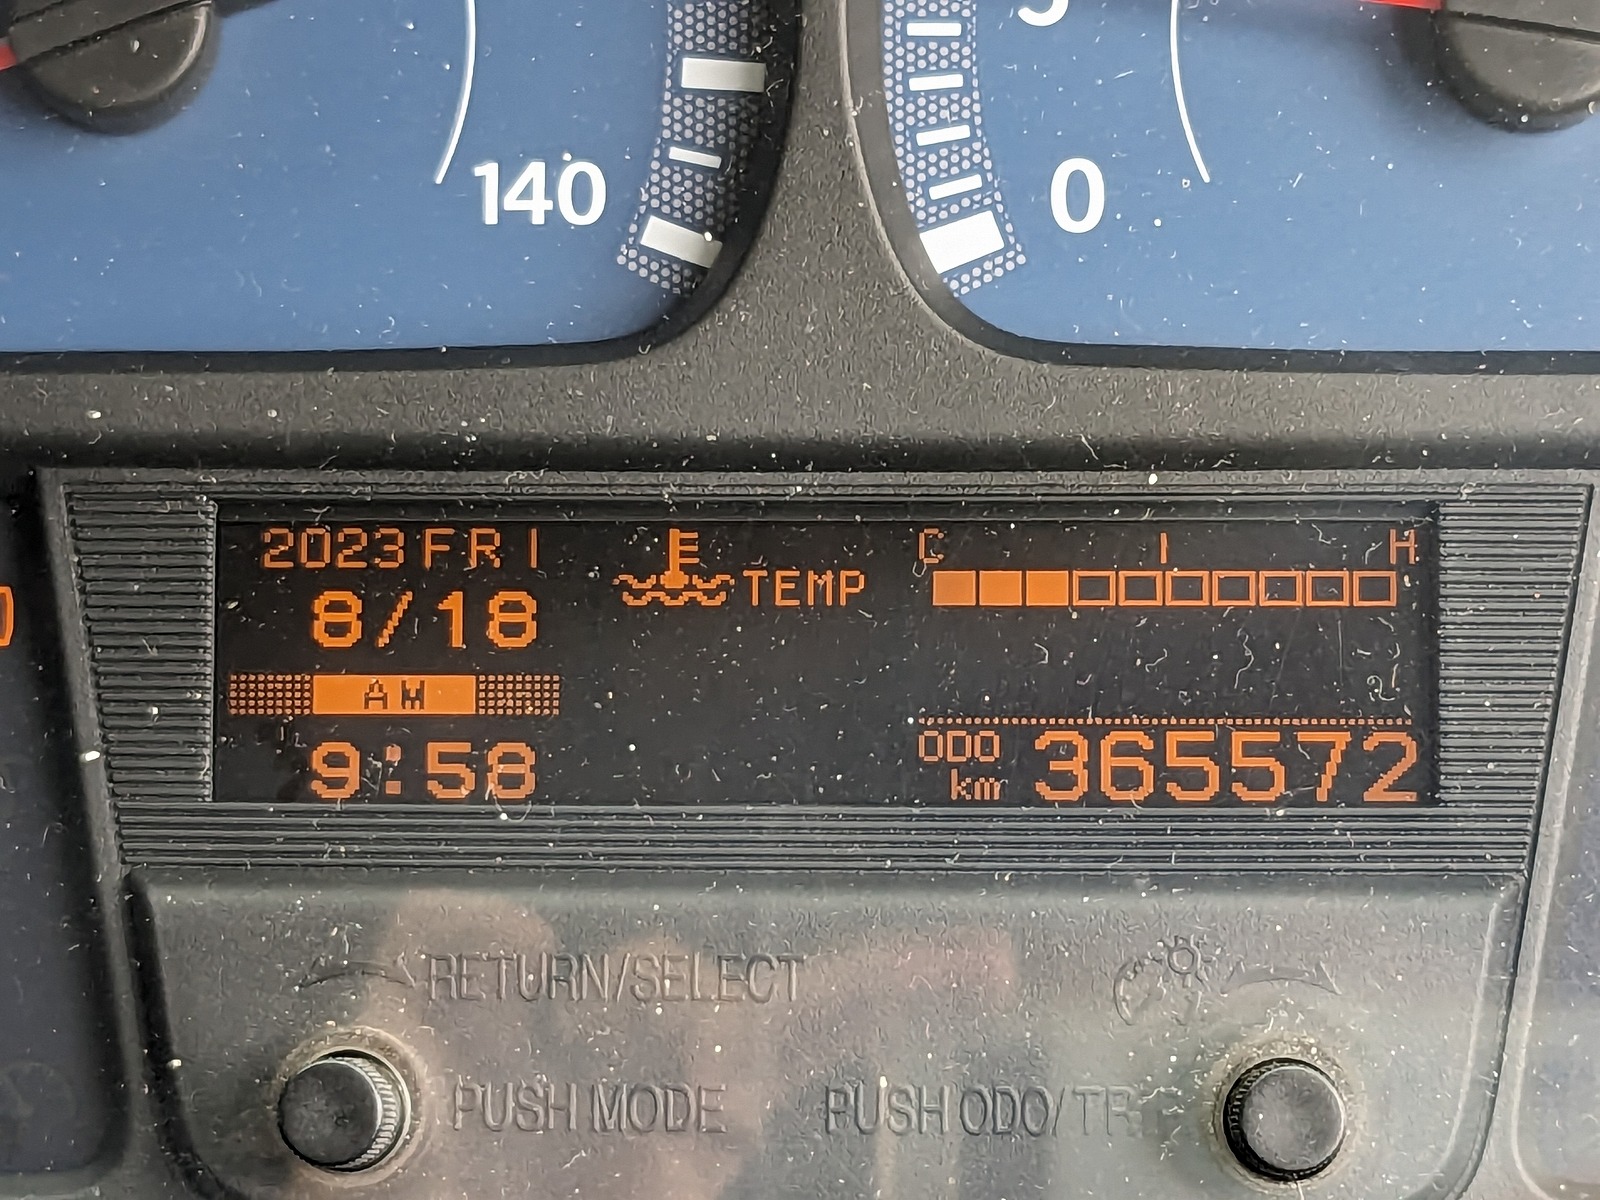 140
0
2023 FRI
8/18
AM
9:58
E
TEMP
C H
ODO
km 365572
RETURN/SELECT
PUSH MODE
PUSH ODO/TRIP